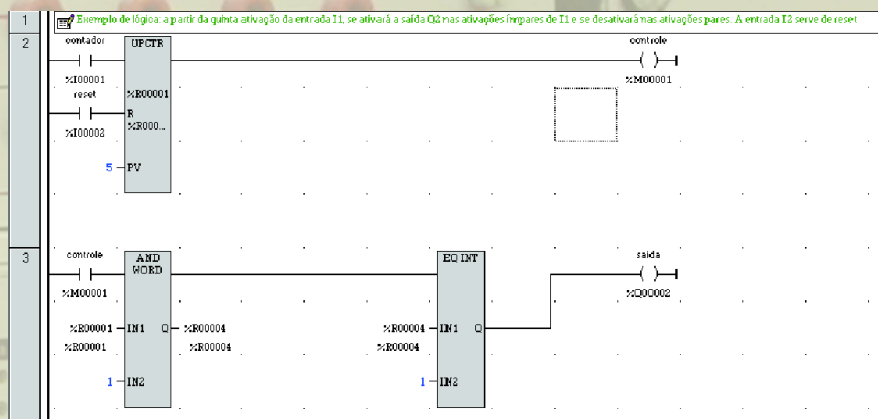 1 Exemplo de lógica: a partir da quinta ativação da entrada I1, se ativará a saída Q2 nas ativações ímpares de I1 e se desativará nas ativações pares. A entrada I2 serve de reset
2 contador UPCTR controle
%I00001 %M00001
reset %R00001
R
%I00002 %R000...
5 PV
3 controle AND WORD EQ INT saida
%M00001 %Q00002
%R00001 IN1 Q %R00004 %R00004 IN1 Q
%R00001 %R00004 %R00004
1 IN2 1 IN2